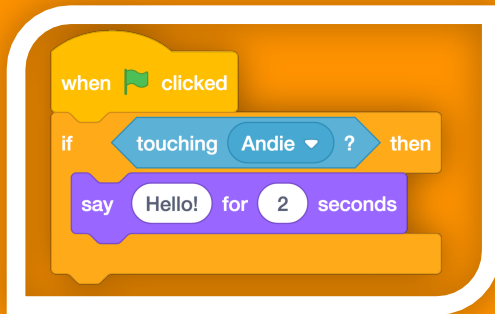 when clicked
if touching Andie ? then
say Hello! for 2 seconds